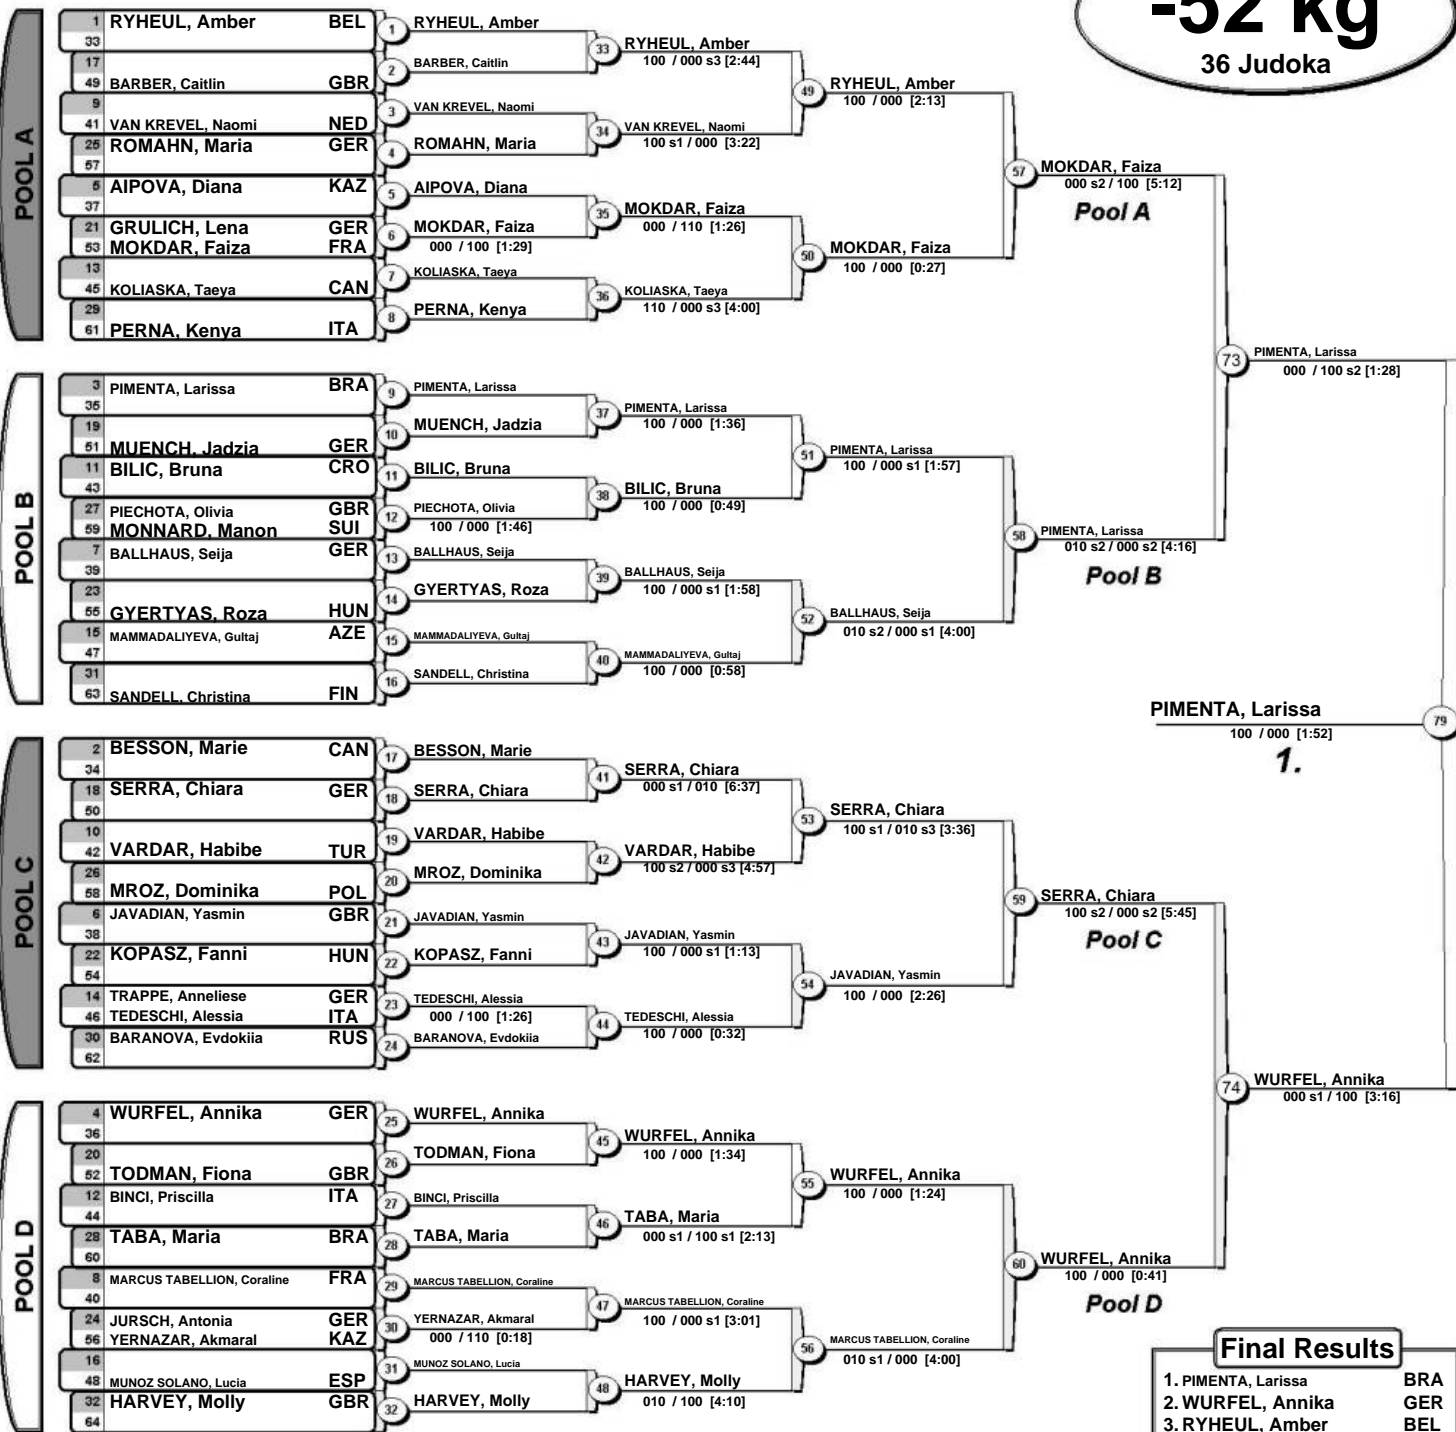 -52 kg
36 Judoka
POOL A
1 RYHEUL, Amber BEL
33
17
49 BARBER, Caitlin GBR
9
41 VAN KREVEL, Naomi NED
25 ROMAHN, Maria GER
57
5 AIPOVA, Diana KAZ
37
21 GRULICH, Lena GER
53 MOKDAR, Faiza FRA
13
45 KOLIASKA, Taeya CAN
29
61 PERNA, Kenya ITA
1 RYHEUL, Amber
2 BARBER, Caitlin
3 VAN KREVEL, Naomi
4 ROMAHN, Maria
5 AIPOVA, Diana
6 MOKDAR, Faiza
000 / 100 [1:29]
7 KOLIASKA, Taeya
8 PERNA, Kenya
33 RYHEUL, Amber
100 / 000 s3 [2:44]
34 VAN KREVEL, Naomi
100 s1 / 000 [3:22]
35 MOKDAR, Faiza
000 / 110 [1:26]
36 KOLIASKA, Taeya
110 / 000 s3 [4:00]
49 RYHEUL, Amber
100 / 000 [2:13]
50 MOKDAR, Faiza
100 / 000 [0:27]
57 MOKDAR, Faiza
000 s2 / 100 [5:12]
Pool A
POOL B
3 PIMENTA, Larissa BRA
35
19
51 MUENCH, Jadzia GER
11 BILIC, Bruna CRO
43
27 PIECHOTA, Olivia GBR
59 MONNARD, Manon SUI
7 BALLHAUS, Seija GER
39
23
55 GYERTYAS, Roza HUN
15 MAMMADALIYEVA, Gultaj AZE
47
31
63 SANDELL, Christina FIN
9 PIMENTA, Larissa
10 MUENCH, Jadzia
11 BILIC, Bruna
12 PIECHOTA, Olivia
100 / 000 [1:46]
13 BALLHAUS, Seija
14 GYERTYAS, Roza
15 MAMMADALIYEVA, Gultaj
16 SANDELL, Christina
37 PIMENTA, Larissa
100 / 000 [1:36]
38 BILIC, Bruna
100 / 000 [0:49]
39 BALLHAUS, Seija
100 / 000 s1 [1:58]
40 MAMMADALIYEVA, Gultaj
100 / 000 [0:58]
51 PIMENTA, Larissa
100 / 000 s1 [1:57]
52 BALLHAUS, Seija
010 s2 / 000 s1 [4:00]
58 PIMENTA, Larissa
010 s2 / 000 s2 [4:16]
Pool B
73 PIMENTA, Larissa
000 / 100 s2 [1:28]
PIMENTA, Larissa 79
100 / 000 [1:52]
1.
POOL C
2 BESSON, Marie CAN
34
18 SERRA, Chiara GER
50
10
42 VARDAR, Habibe TUR
26
58 MROZ, Dominika POL
6 JAVADIAN, Yasmin GBR
38
22 KOPASZ, Fanni HUN
54
14 TRAPPE, Anneliese GER
46 TEDESCHI, Alessia ITA
30 BARANOVA, Evdokiia RUS
62
17 BESSON, Marie
18 SERRA, Chiara
19 VARDAR, Habibe
20 MROZ, Dominika
21 JAVADIAN, Yasmin
22 KOPASZ, Fanni
23 TEDESCHI, Alessia
000 / 100 [1:26]
24 BARANOVA, Evdokiia
41 SERRA, Chiara
000 s1 / 010 [6:37]
42 VARDAR, Habibe
100 s2 / 000 s3 [4:57]
43 JAVADIAN, Yasmin
100 / 000 s1 [1:13]
44 TEDESCHI, Alessia
100 / 000 [0:32]
53 SERRA, Chiara
100 s1 / 010 s3 [3:36]
54 JAVADIAN, Yasmin
100 / 000 [2:26]
59 SERRA, Chiara
100 s2 / 000 s2 [5:45]
Pool C
POOL D
4 WURFEL, Annika GER
36
20
52 TODMAN, Fiona GBR
12 BINCI, Priscilla ITA
44
28 TABA, Maria BRA
60
8 MARCUS TABELLION, Coraline FRA
40
24 JURSCH, Antonia GER
56 YERNAZAR, Akmaral KAZ
16
48 MUNOZ SOLANO, Lucia ESP
32 HARVEY, Molly GBR
64
25 WURFEL, Annika
26 TODMAN, Fiona
27 BINCI, Priscilla
28 TABA, Maria
29 MARCUS TABELLION, Coraline
30 YERNAZAR, Akmaral
000 / 110 [0:18]
31 MUNOZ SOLANO, Lucia
32 HARVEY, Molly
45 WURFEL, Annika
100 / 000 [1:34]
46 TABA, Maria
000 s1 / 100 s1 [2:13]
47 MARCUS TABELLION, Coraline
100 / 000 s1 [3:01]
48 HARVEY, Molly
010 / 100 [4:10]
55 WURFEL, Annika
100 / 000 [1:24]
56 MARCUS TABELLION, Coraline
010 s1 / 000 [4:00]
60 WURFEL, Annika
100 / 000 [0:41]
Pool D
74 WURFEL, Annika
000 s1 / 100 [3:16]
Final Results
1. PIMENTA, Larissa BRA
2. WURFEL, Annika GER
3. RYHEUL, Amber BEL